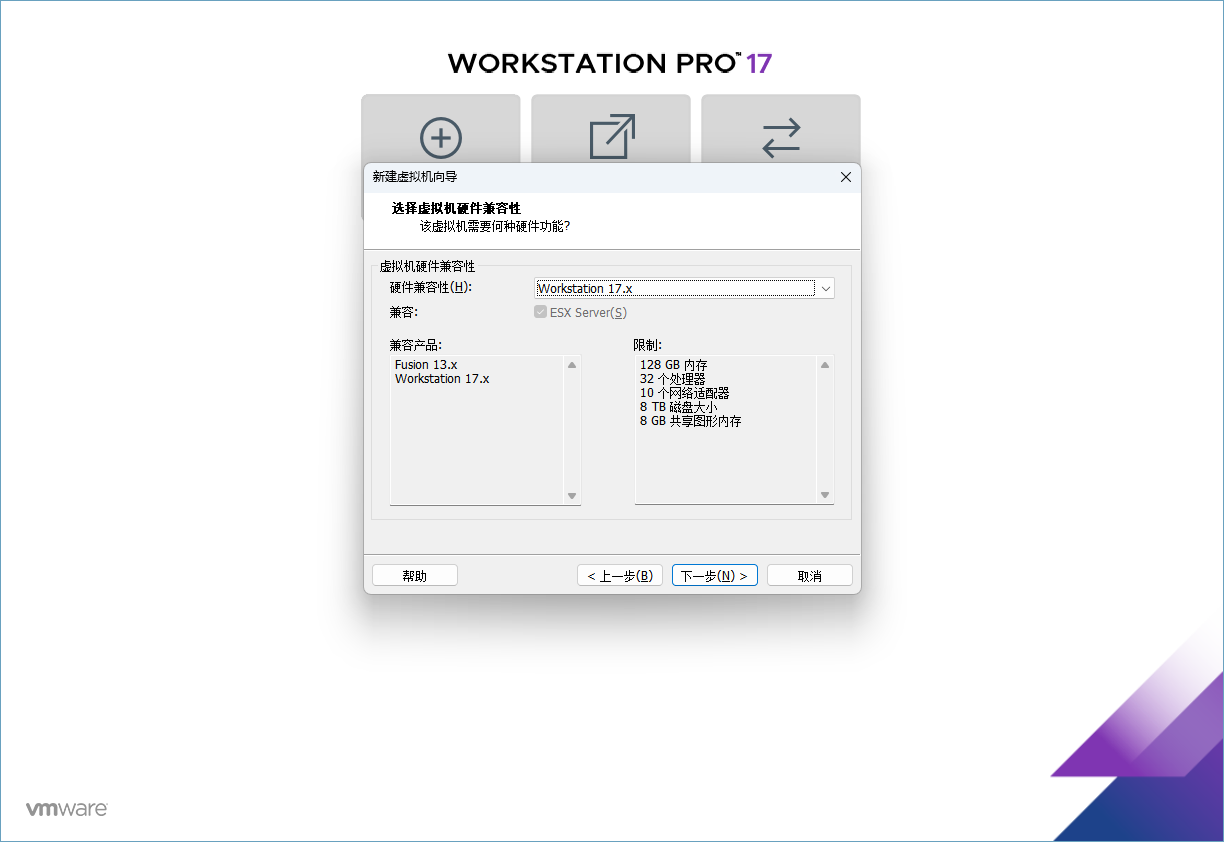 WORKSTATION PRO™ 17
新建虚拟机向导
选择虚拟机硬件兼容性
该虚拟机需要何种硬件功能?
虚拟机硬件兼容性
硬件兼容性(H): Workstation 17.x
兼容: ESX Server(S)
兼容产品:
Fusion 13.x
Workstation 17.x
限制:
128 GB 内存
32 个处理器
10 个网络适配器
8 TB 磁盘大小
8 GB 共享图形内存
帮助 < 上一步(B) 下一步(N) > 取消
vmware